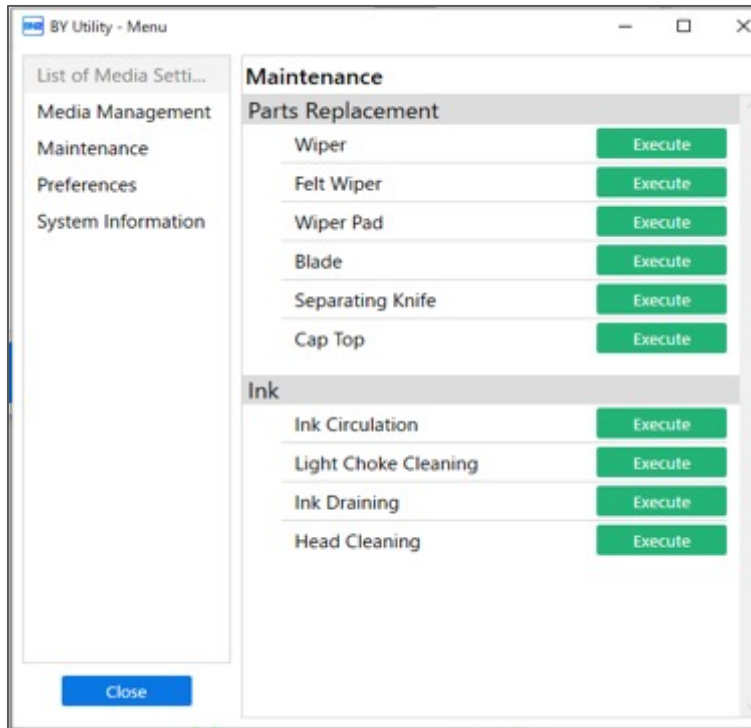 BY Utility - Menu
List of Media Setti...
Media Management
Maintenance
Preferences
System Information
Close
Maintenance
Parts Replacement
Wiper Execute
Felt Wiper Execute
Wiper Pad Execute
Blade Execute
Separating Knife Execute
Cap Top Execute
Ink
Ink Circulation Execute
Light Choke Cleaning Execute
Ink Draining Execute
Head Cleaning Execute